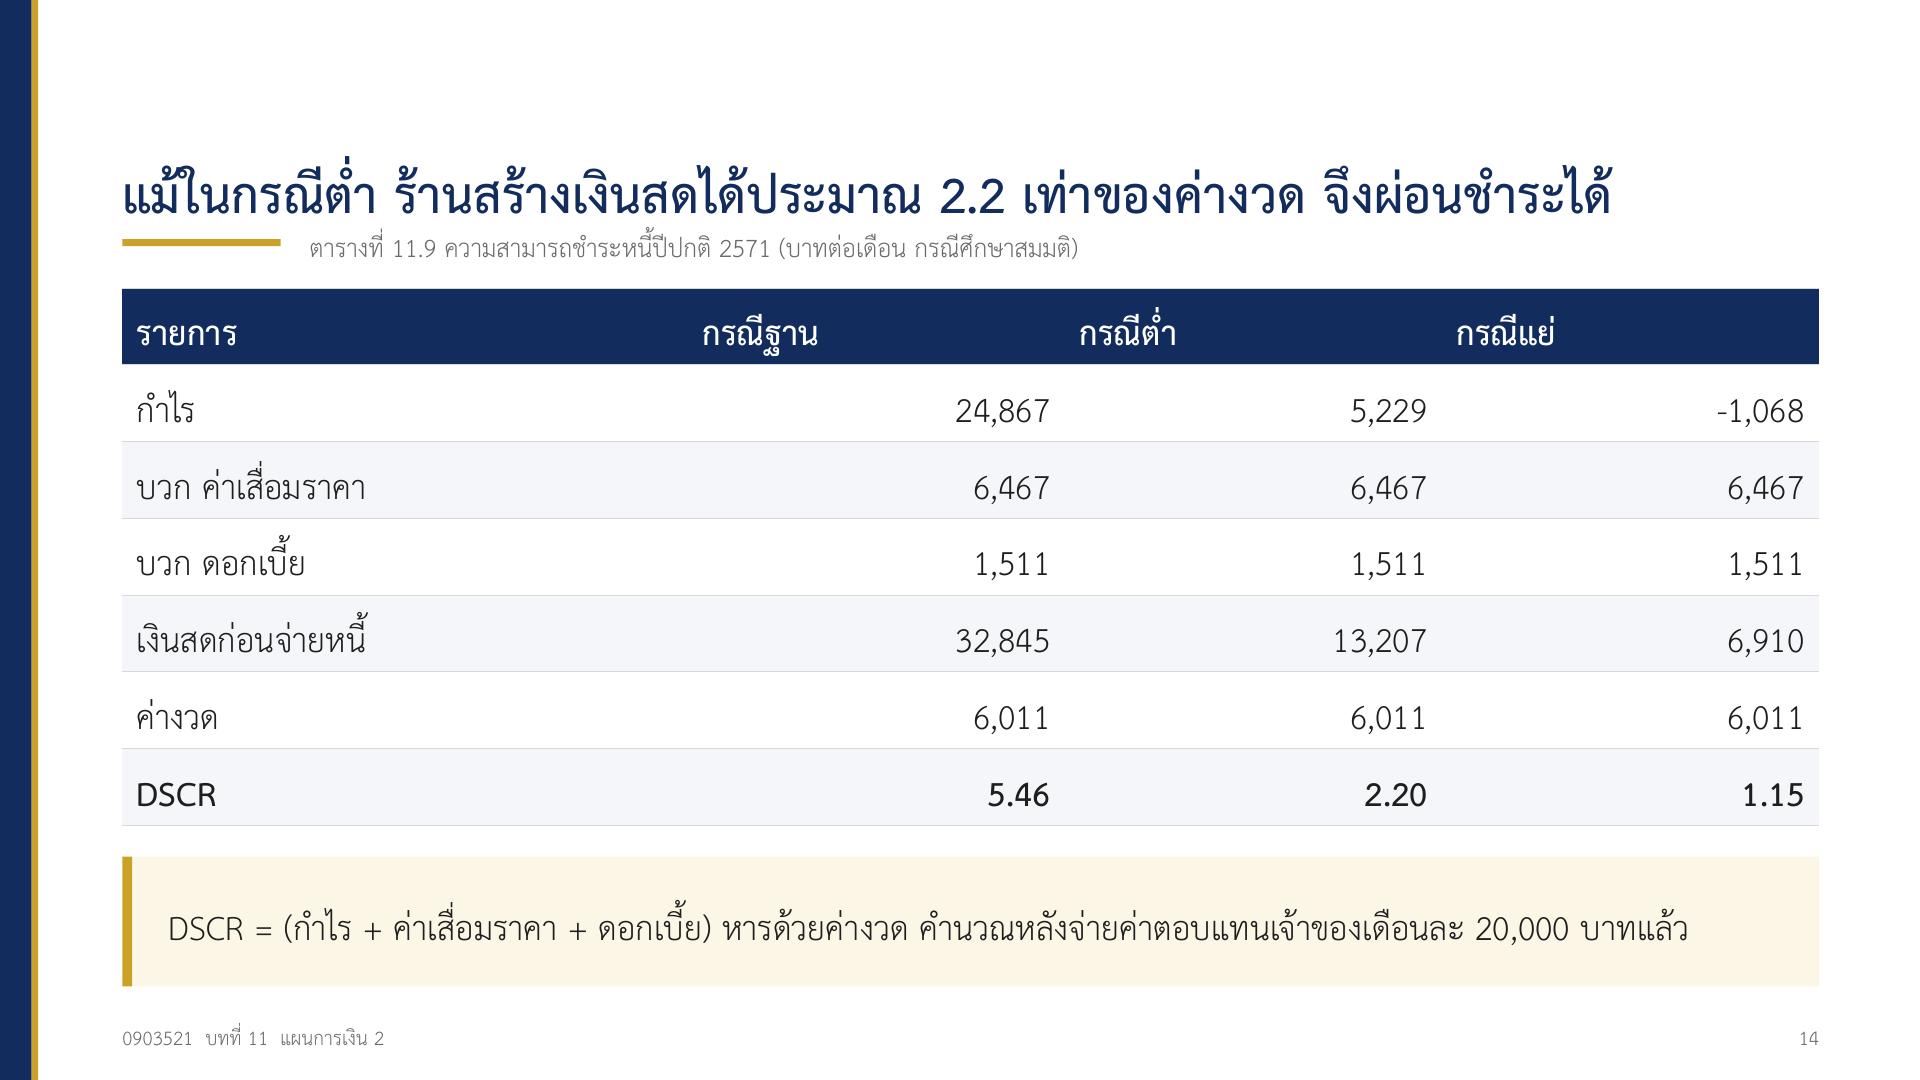 แม้ในกรณีต่ำ ร้านสร้างเงินสดได้ประมาณ 2.2 เท่าของค่างวด จึงผ่อนชำระได้
ตารางที่ 11.9 ความสามารถชำระหนี้ปีปกติ 2571 (บาทต่อเดือน กรณีศึกษาสมมติ)
รายการ กรณีฐาน กรณีต่ำ กรณีแย่
กำไร 24,867 5,229 -1,068
บวก ค่าเสื่อมราคา 6,467 6,467 6,467
บวก ดอกเบี้ย 1,511 1,511 1,511
เงินสดก่อนจ่ายหนี้ 32,845 13,207 6,910
ค่างวด 6,011 6,011 6,011
DSCR 5.46 2.20 1.15
DSCR = (กำไร + ค่าเสื่อมราคา + ดอกเบี้ย) หารด้วยค่างวด คำนวณหลังจ่ายค่าตอบแทนเจ้าของเดือนละ 20,000 บาทแล้ว
0903521 บทที่ 11 แผนการเงิน 2 14